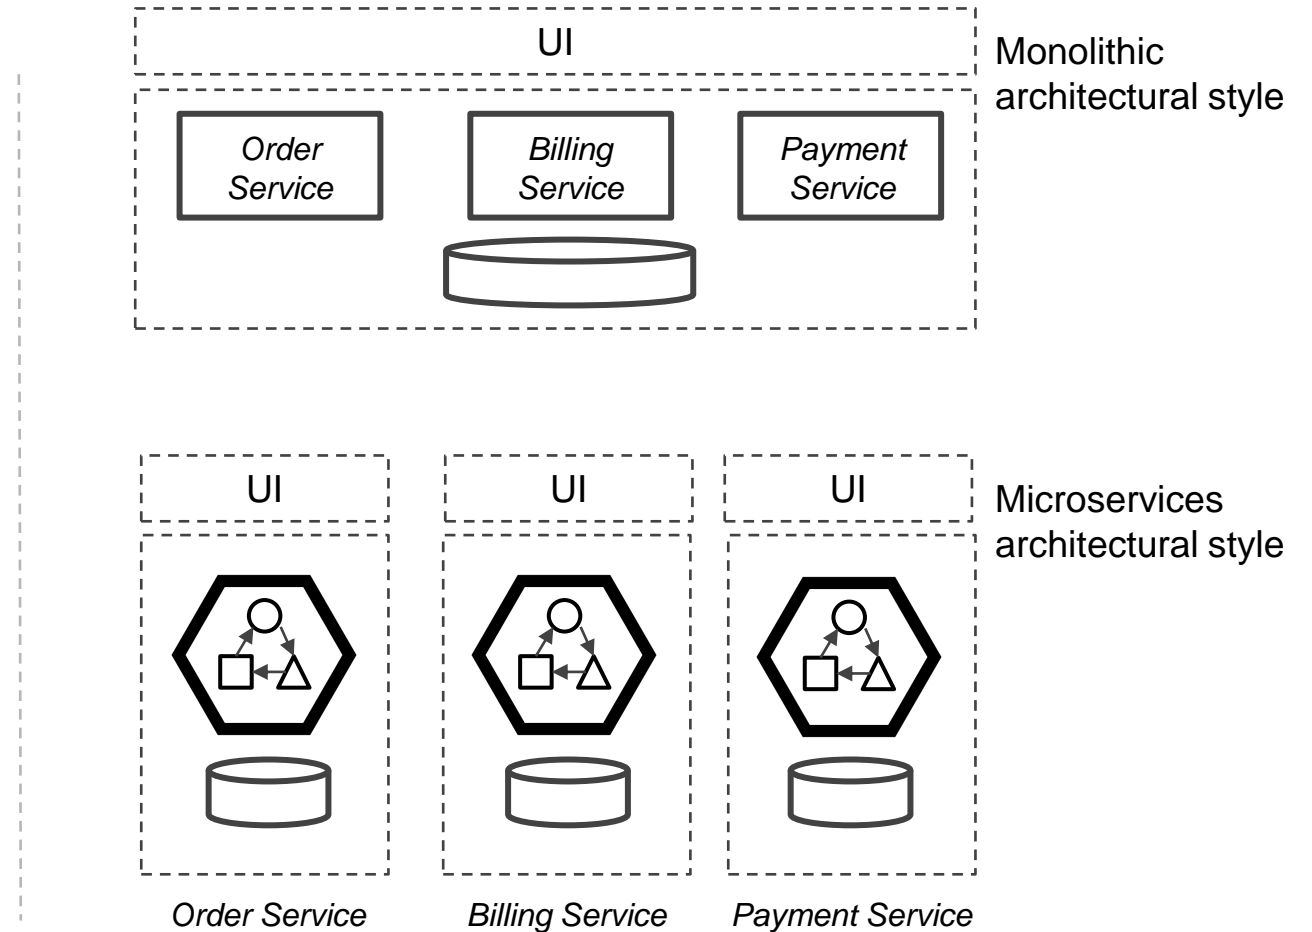 UI
Monolithic
architectural style
Order
Service
Billing
Service
Payment
Service
UI
UI
UI
Microservices
architectural style
Order Service
Billing Service
Payment Service